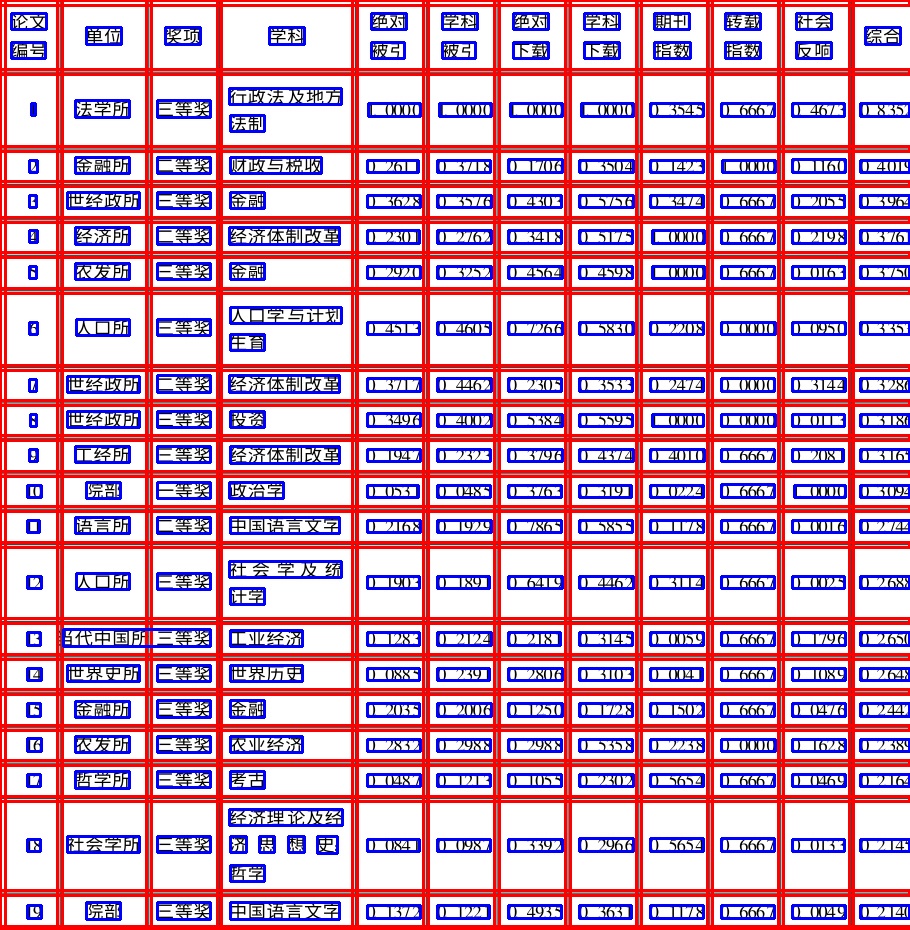 论文编号 单位 奖项 学科 绝对被引 学科被引 绝对下载 学科下载 期刊指数 转载指数 社会反响 综合
1 法学所 三等奖 行政法及地方法制 1.0000 1.0000 1.0000 1.0000 0.3545 0.6667 0.4673 0.8352
2 金融所 二等奖 财政与税收 0.2611 0.3718 0.1706 0.3504 0.1423 1.0000 0.1160 0.4019
3 世经政所 三等奖 金融 0.3628 0.3576 0.4303 0.5756 0.3474 0.6667 0.2055 0.3964
4 经济所 二等奖 经济体制改革 0.2301 0.2762 0.3418 0.5175 1.0000 0.6667 0.2198 0.3761
5 农发所 三等奖 金融 0.2920 0.3252 0.4564 0.4598 1.0000 0.6667 0.0163 0.3750
6 人口所 三等奖 人口学与计划生育 0.4513 0.4605 0.7266 0.5830 0.2208 0.0000 0.0950 0.3353
7 世经政所 二等奖 经济体制改革 0.3717 0.4462 0.2305 0.3533 0.2474 0.0000 0.3144 0.3286
8 世经政所 三等奖 投资 0.3496 0.4002 0.5384 0.5595 1.0000 0.0000 0.0113 0.3186
9 工经所 三等奖 经济体制改革 0.1947 0.2323 0.3796 0.4374 0.4010 0.6667 0.2081 0.3165
10 院部 三等奖 政治学 0.0531 0.0485 0.3763 0.3191 0.0224 0.6667 1.0000 0.3094
11 语言所 二等奖 中国语言文字 0.2168 0.1929 0.7865 0.5855 0.1178 0.6667 0.0016 0.2744
12 人口所 三等奖 社会学及统计学 0.1903 0.1891 0.6419 0.4462 0.3114 0.6667 0.0025 0.2688
13 当代中国所 三等奖 工业经济 0.1283 0.2124 0.2181 0.3145 0.0059 0.6667 0.1796 0.2650
14 世界史所 三等奖 世界历史 0.0885 0.2391 0.2806 0.3103 0.0041 0.6667 0.1089 0.2648
15 金融所 三等奖 金融 0.2035 0.2006 0.1250 0.1728 0.1502 0.6667 0.0476 0.2441
16 农发所 三等奖 农业经济 0.2832 0.2988 0.2988 0.5358 0.2238 0.0000 0.1628 0.2389
17 哲学所 三等奖 考古 0.0487 0.1213 0.1055 0.2302 0.5654 0.6667 0.0469 0.2164
18 社会学所 三等奖 经济理论及经济思想史 哲学 0.0841 0.0987 0.3392 0.2966 0.5654 0.6667 0.0133 0.2145
19 院部 三等奖 中国语言文字 0.1372 0.1221 0.4935 0.3631 0.1178 0.6667 0.0049 0.2140